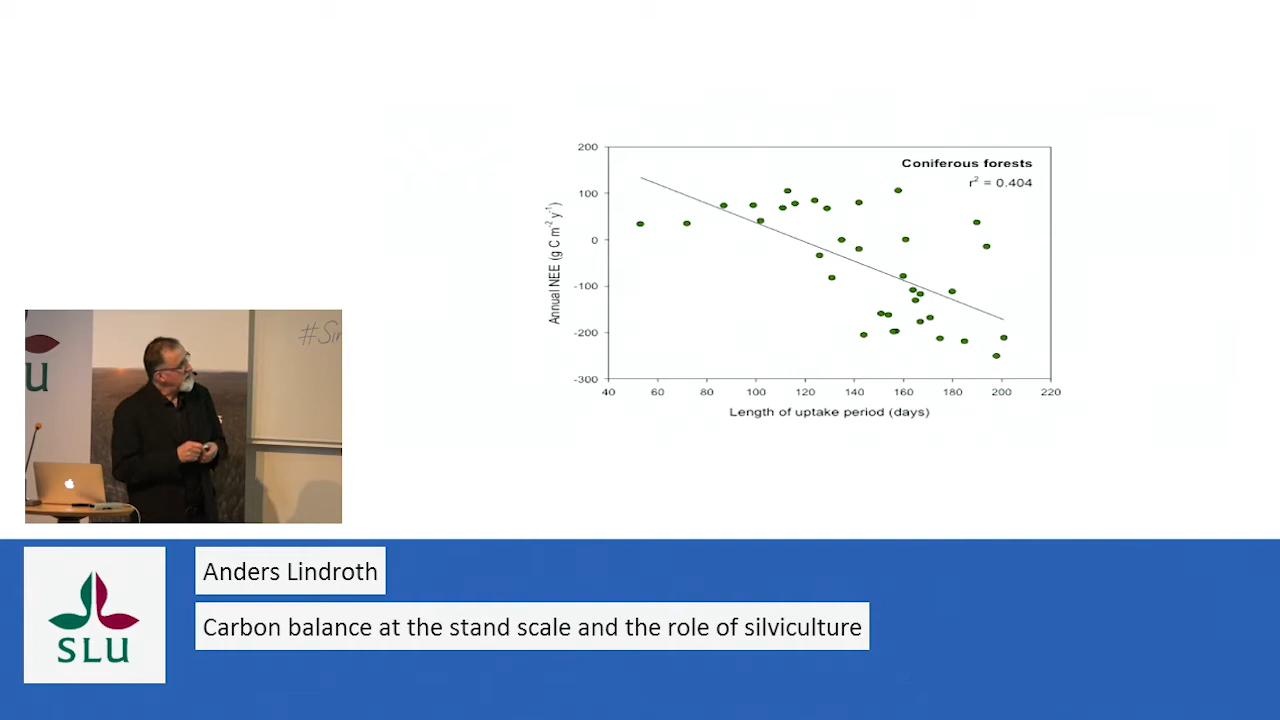 Coniferous forests
r² = 0.404
Annual NEE (g C m⁻² y⁻¹)
200
100
0
-100
-200
-300
40 60 80 100 120 140 160 180 200 220
Length of uptake period (days)
#Sin
u
SLU
Anders Lindroth
Carbon balance at the stand scale and the role of silviculture